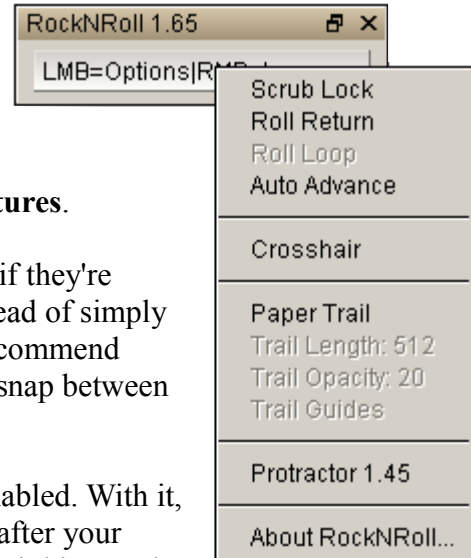 RockNRoll 1.65
LMB=Options|RMB
Scrub Lock
Roll Return
Roll Loop
Auto Advance
Crosshair
Paper Trail
Trail Length: 512
Trail Opacity: 20
Trail Guides
Protractor 1.45
About RockNRoll...
tures.
if they're
ead of simply
commend
snap between
abled. With it,
after your